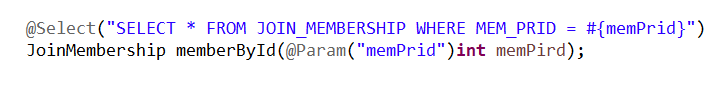 @Select("SELECT * FROM JOIN_MEMBERSHIP WHERE MEM_PRID = #{memPrid}")
JoinMembership memberById(@Param("memPrid")int memPird);